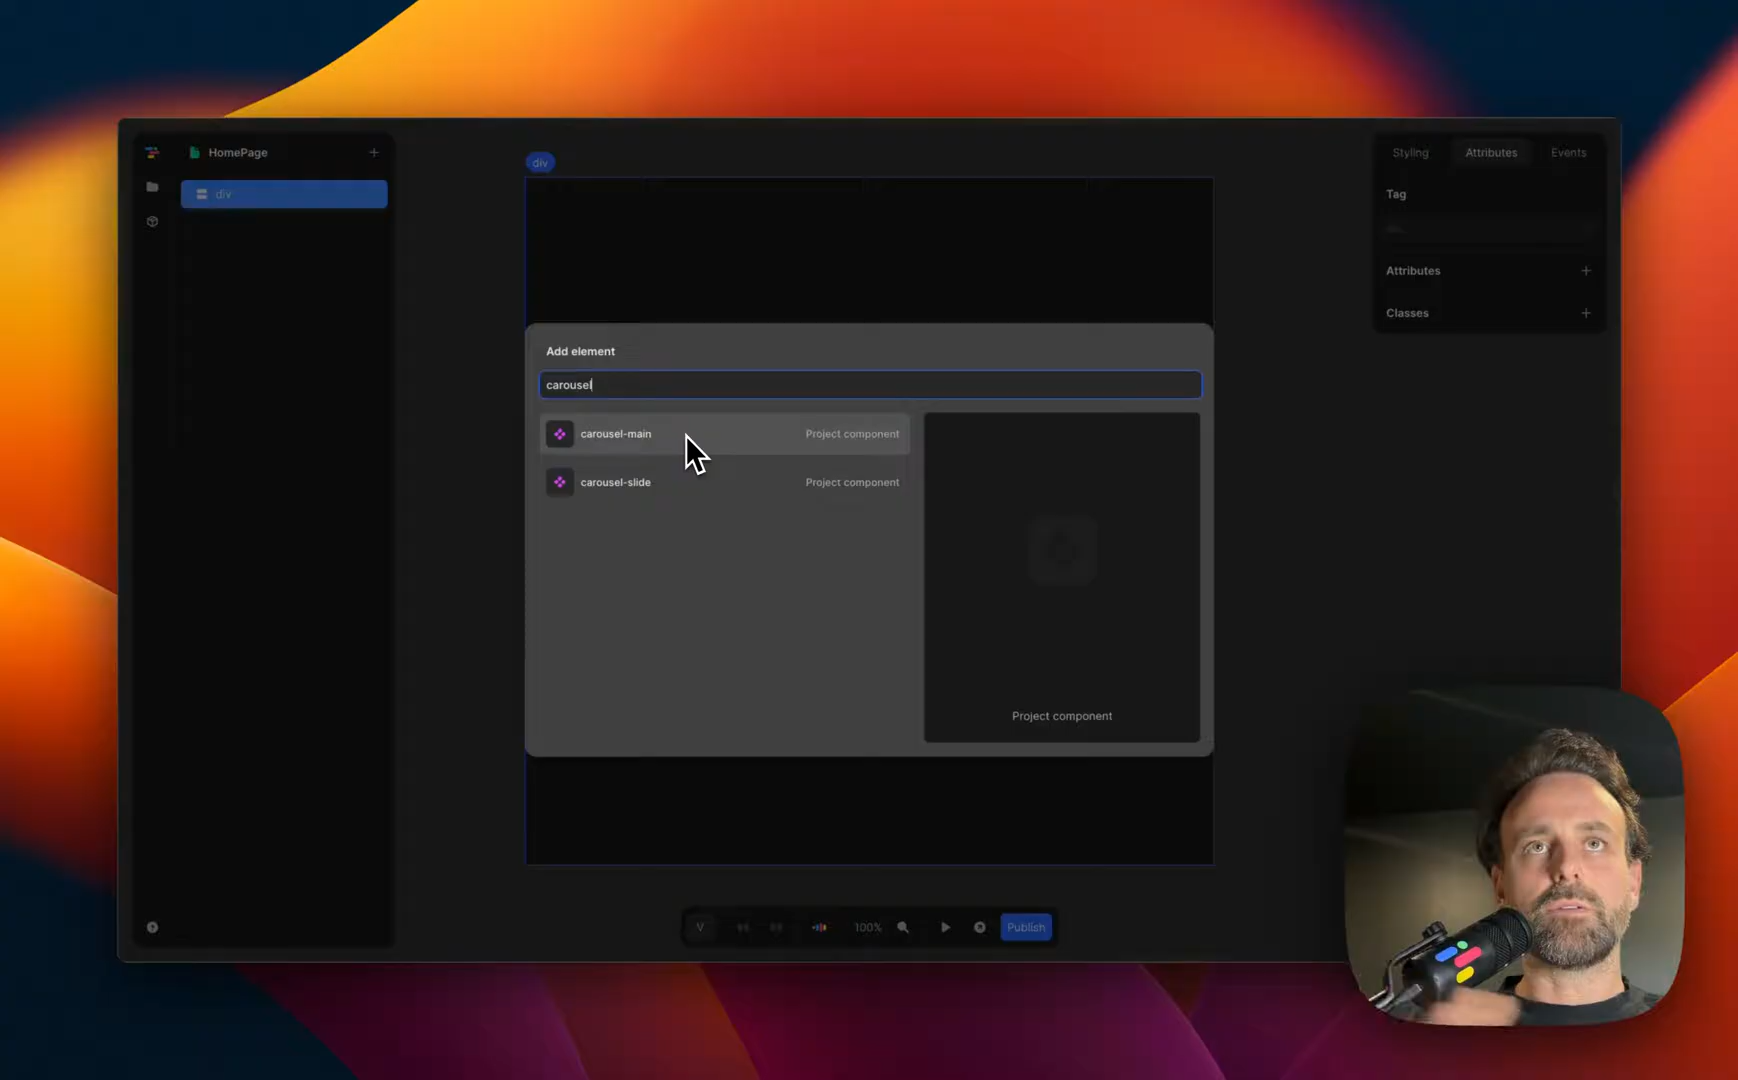 HomePage
div
div
Styling
Attributes
Events
Tag
Attributes
Classes
Add element
carousel
carousel-main
Project component
carousel-slide
Project component
Project component
V
100%
Publish